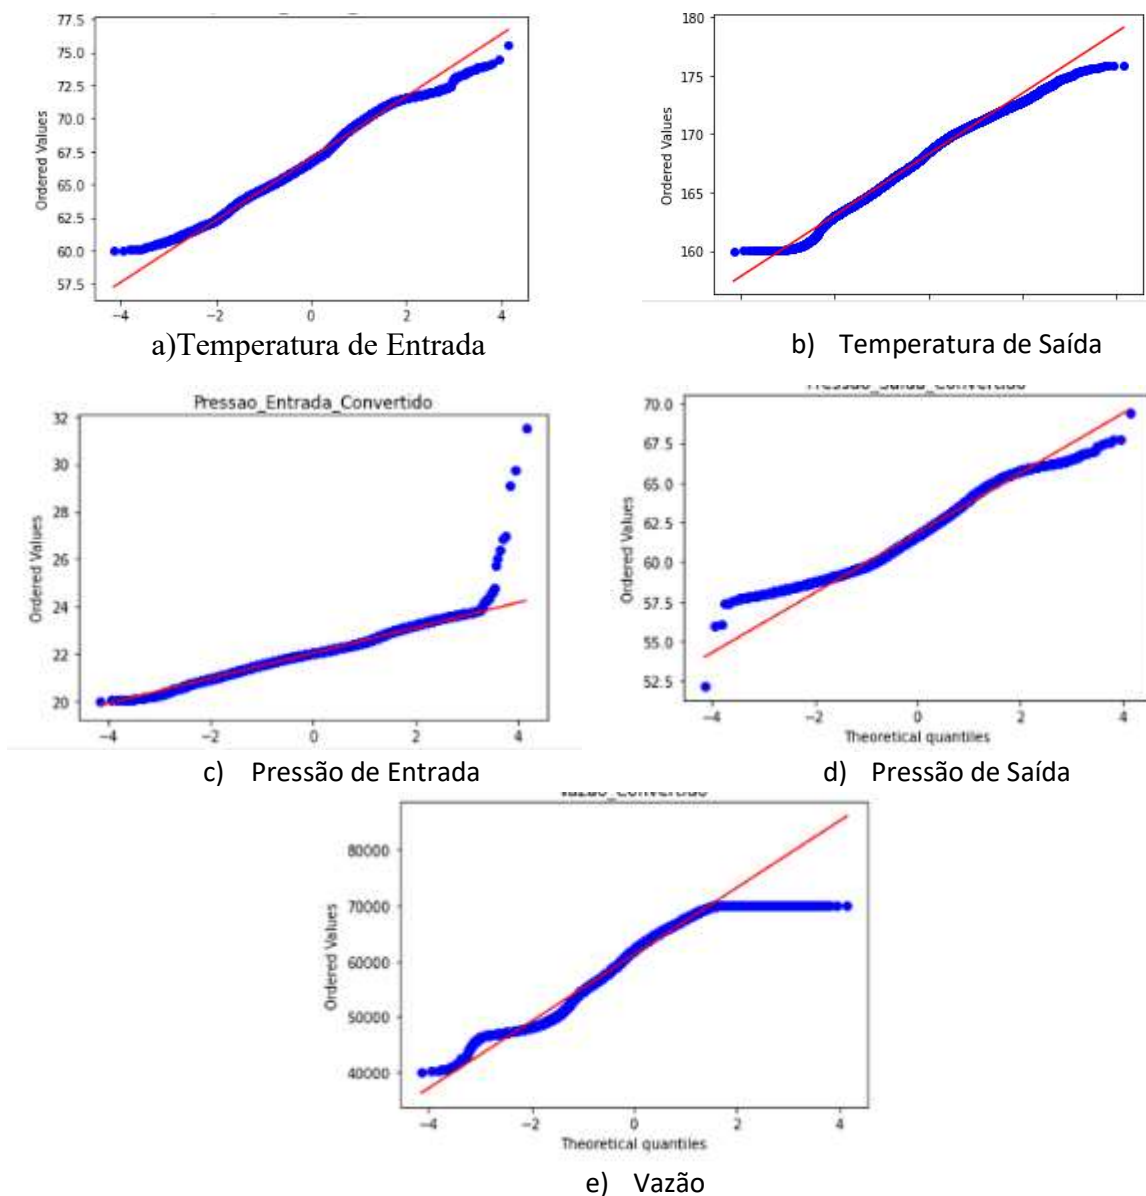 77.5
75.0
72.5
70.0
67.5
65.0
62.5
60.0
57.5
Ordered Values
−4 −2 0 2 4
a)Temperatura de Entrada
180
175
170
165
160
Ordered Values
b) Temperatura de Saída
Pressao_Entrada_Convertido
32
30
28
26
24
22
20
Ordered Values
−4 −2 0 2 4
c) Pressão de Entrada
Pressao_Saida_Convertido
70.0
67.5
65.0
62.5
60.0
57.5
55.0
52.5
Ordered Values
−4 −2 0 2 4
Theoretical quantiles
d) Pressão de Saída
Vazao_Convertido
80000
70000
60000
50000
40000
Ordered Values
−4 −2 0 2 4
Theoretical quantiles
e) Vazão